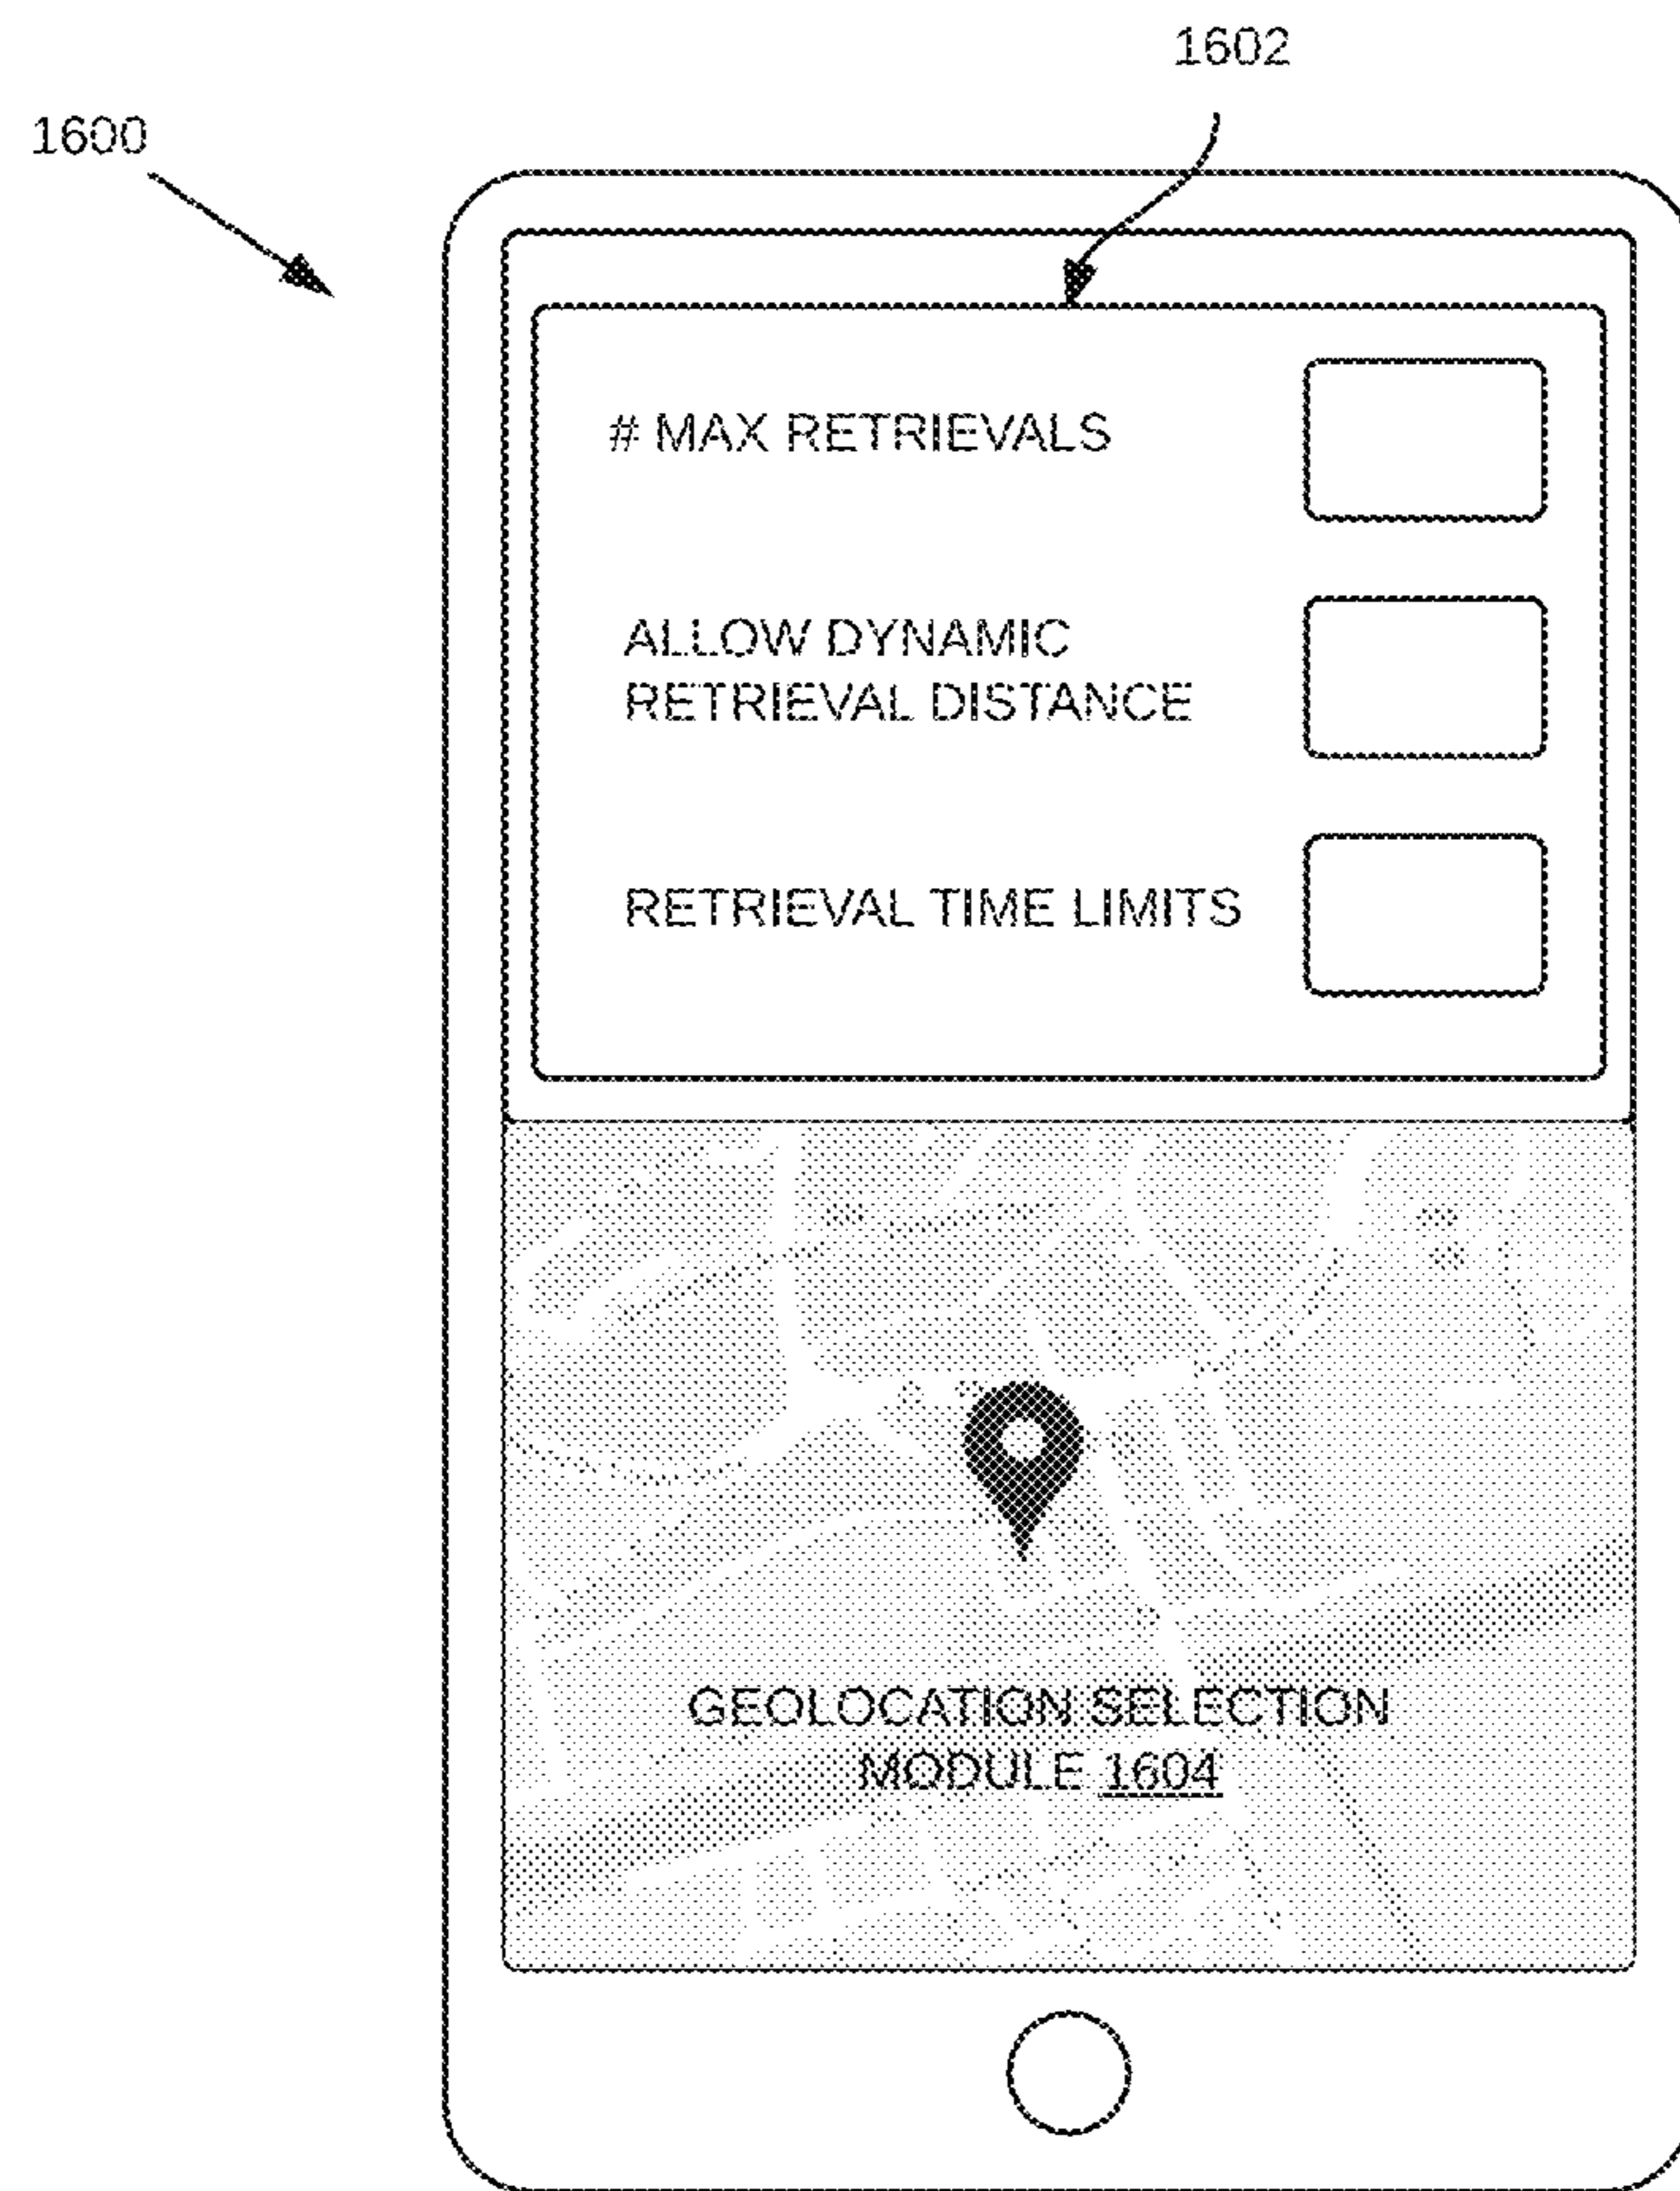 1602
1600
# MAX RETRIEVALS
ALLOW DYNAMIC
RETRIEVAL DISTANCE
RETRIEVAL TIME LIMITS
GEOLOCATION SELECTION
MODULE 1604